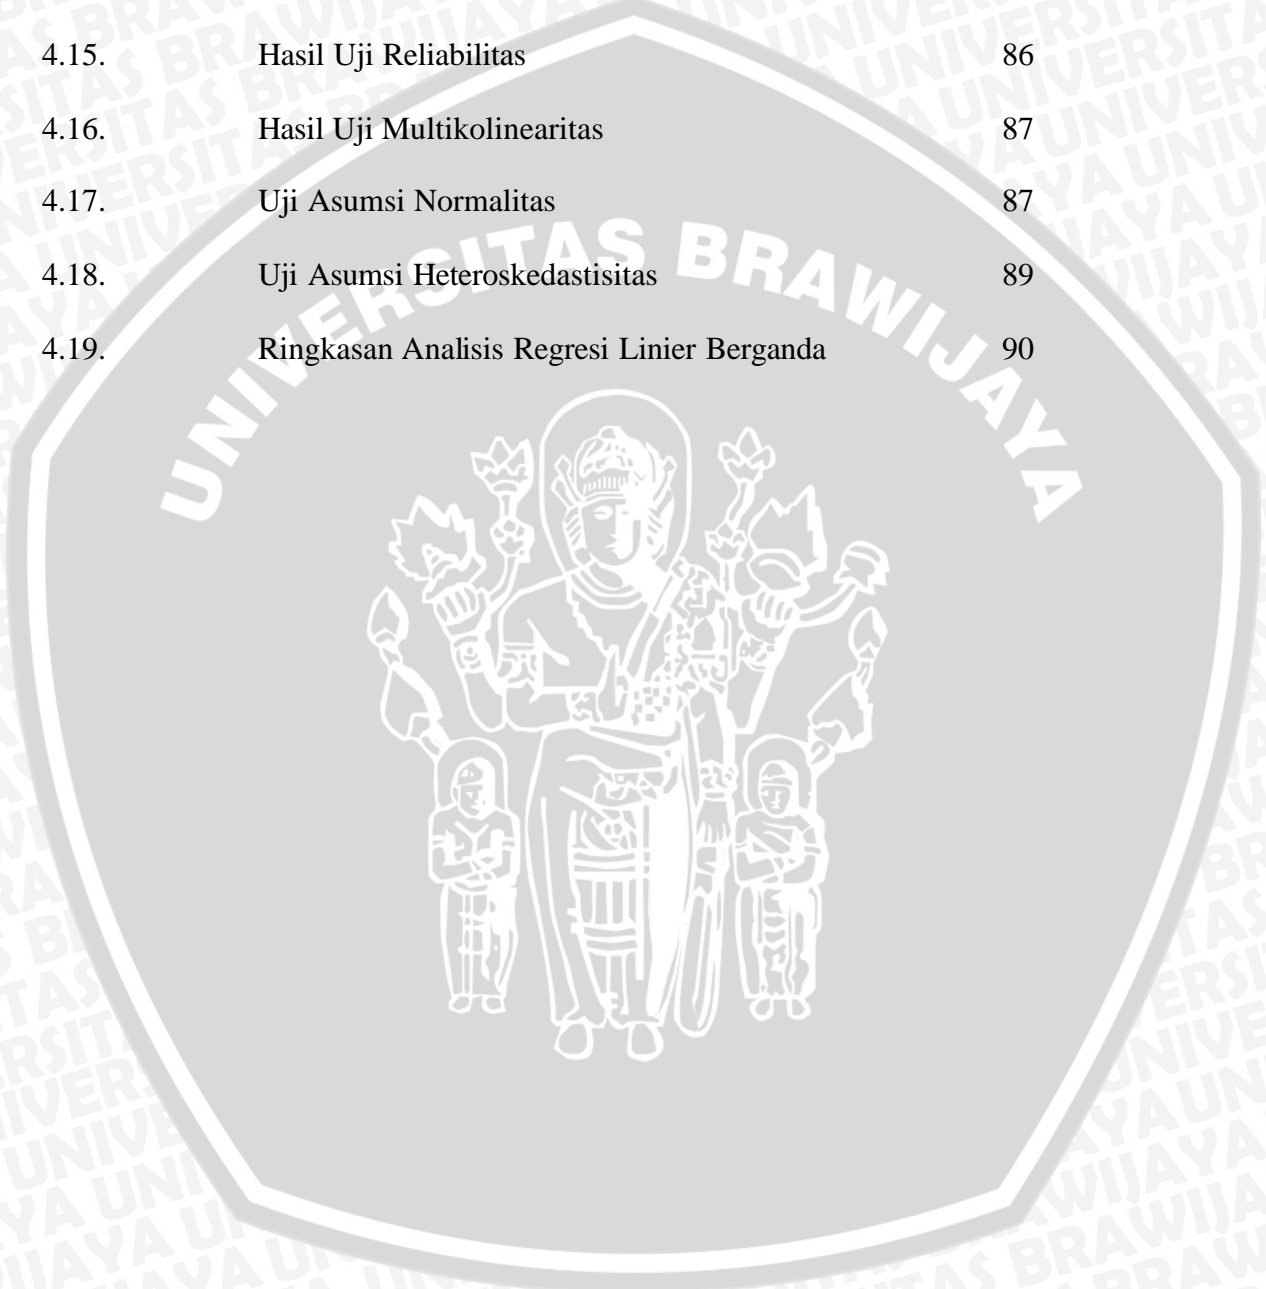 4.15. Hasil Uji Reliabilitas 86
4.16. Hasil Uji Multikolinearitas 87
4.17. Uji Asumsi Normalitas 87
4.18. Uji Asumsi Heteroskedastisitas 89
4.19. Ringkasan Analisis Regresi Linier Berganda 90
UNIVERSITAS BRAWIJAYA